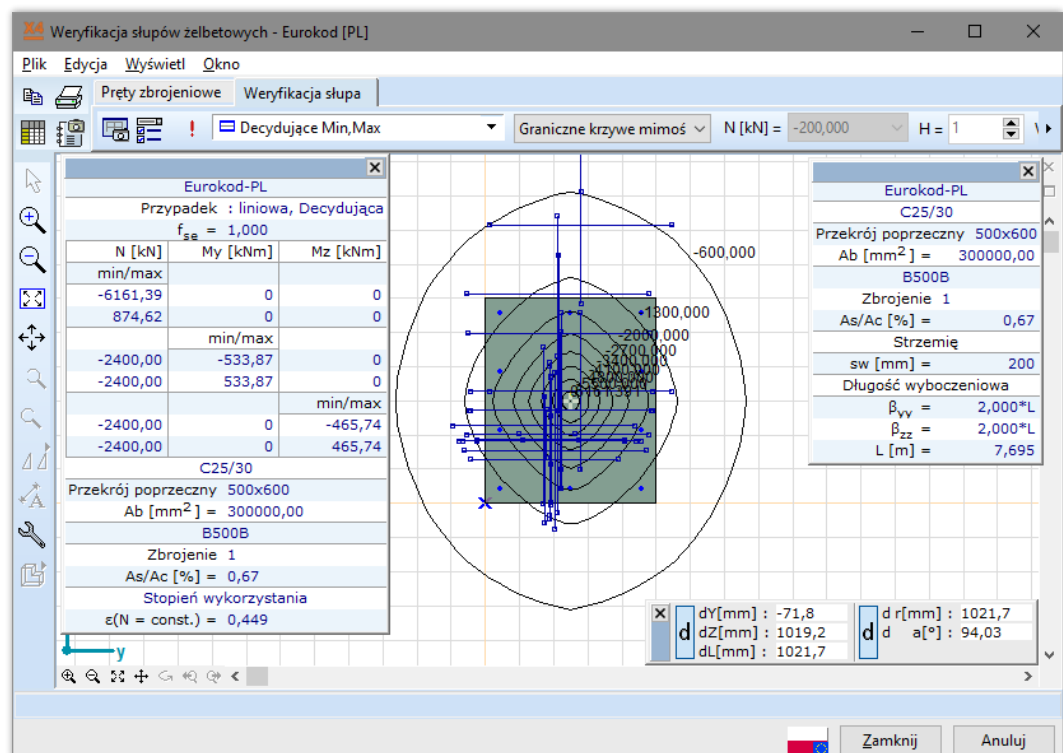 Weryfikacja słupów żelbetowych - Eurokod [PL]
Plik Edycja Wyświetl Okno
Pręty zbrojeniowe Weryfikacja słupa
Decydujące Min,Max Graniczne krzywe mimoś N [kN] = -200,000 H = 1
Eurokod-PL
Przypadek : liniowa, Decydująca
fse = 1,000
N [kN] My [kNm] Mz [kNm]
min/max
-6161,39 0 0
874,62 0 0
min/max
-2400,00 -533,87 0
-2400,00 533,87 0
min/max
-2400,00 0 -465,74
-2400,00 0 465,74
C25/30
Przekrój poprzeczny 500x600
Ab [mm2] = 300000,00
B500B
Zbrojenie 1
As/Ac [%] = 0,67
Stopień wykorzystania
ε(N = const.) = 0,449
-600,000
-1300,000
-2000,000
-2700,000
-3400,000
Eurokod-PL
C25/30
Przekrój poprzeczny 500x600
Ab [mm2] = 300000,00
B500B
Zbrojenie 1
As/Ac [%] = 0,67
Strzemię
sw [mm] = 200
Długość wyboczeniowa
βyy = 2,000*L
βzz = 2,000*L
L [m] = 7,695
y
d dY[mm] : -71,8 d d r[mm] : 1021,7
dZ[mm] : 1019,2 d a[°] : 94,03
dL[mm] : 1021,7
Zamknij Anuluj